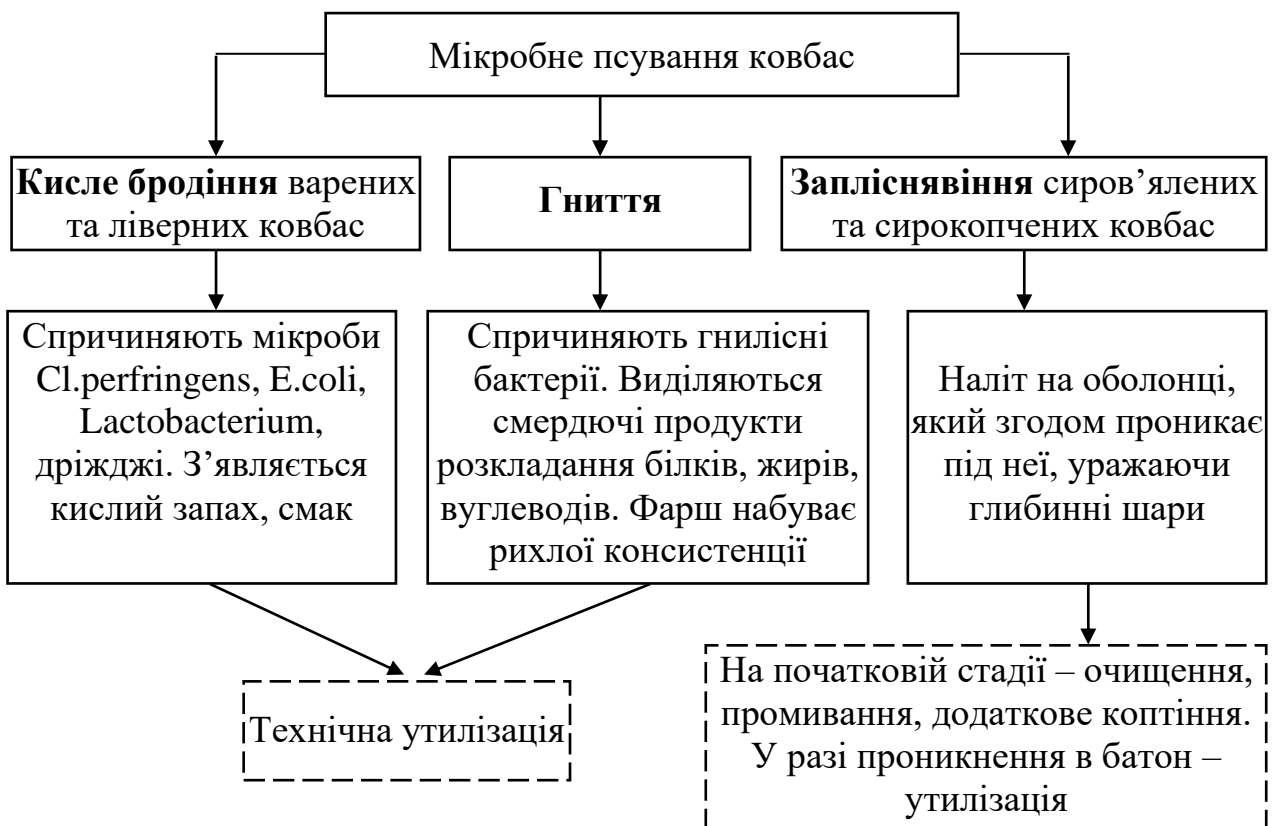 Мікробне псування ковбас
Кисле бродіння варених
та ліверних ковбас
Гниття
Запліснявіння сиров’ялених
та сирокопчених ковбас
Спричиняють мікроби
Cl.perfringens, E.coli,
Lactobacterium,
дріжджі. З’являється
кислий запах, смак
Спричиняють гнилісні
бактерії. Виділяються
смердючі продукти
розкладання білків, жирів,
вуглеводів. Фарш набуває
рихлої консистенції
Наліт на оболонці,
який згодом проникає
під неї, уражаючи
глибинні шари
Технічна утилізація
На початковій стадії – очищення,
промивання, додаткове коптіння.
У разі проникнення в батон –
утилізація